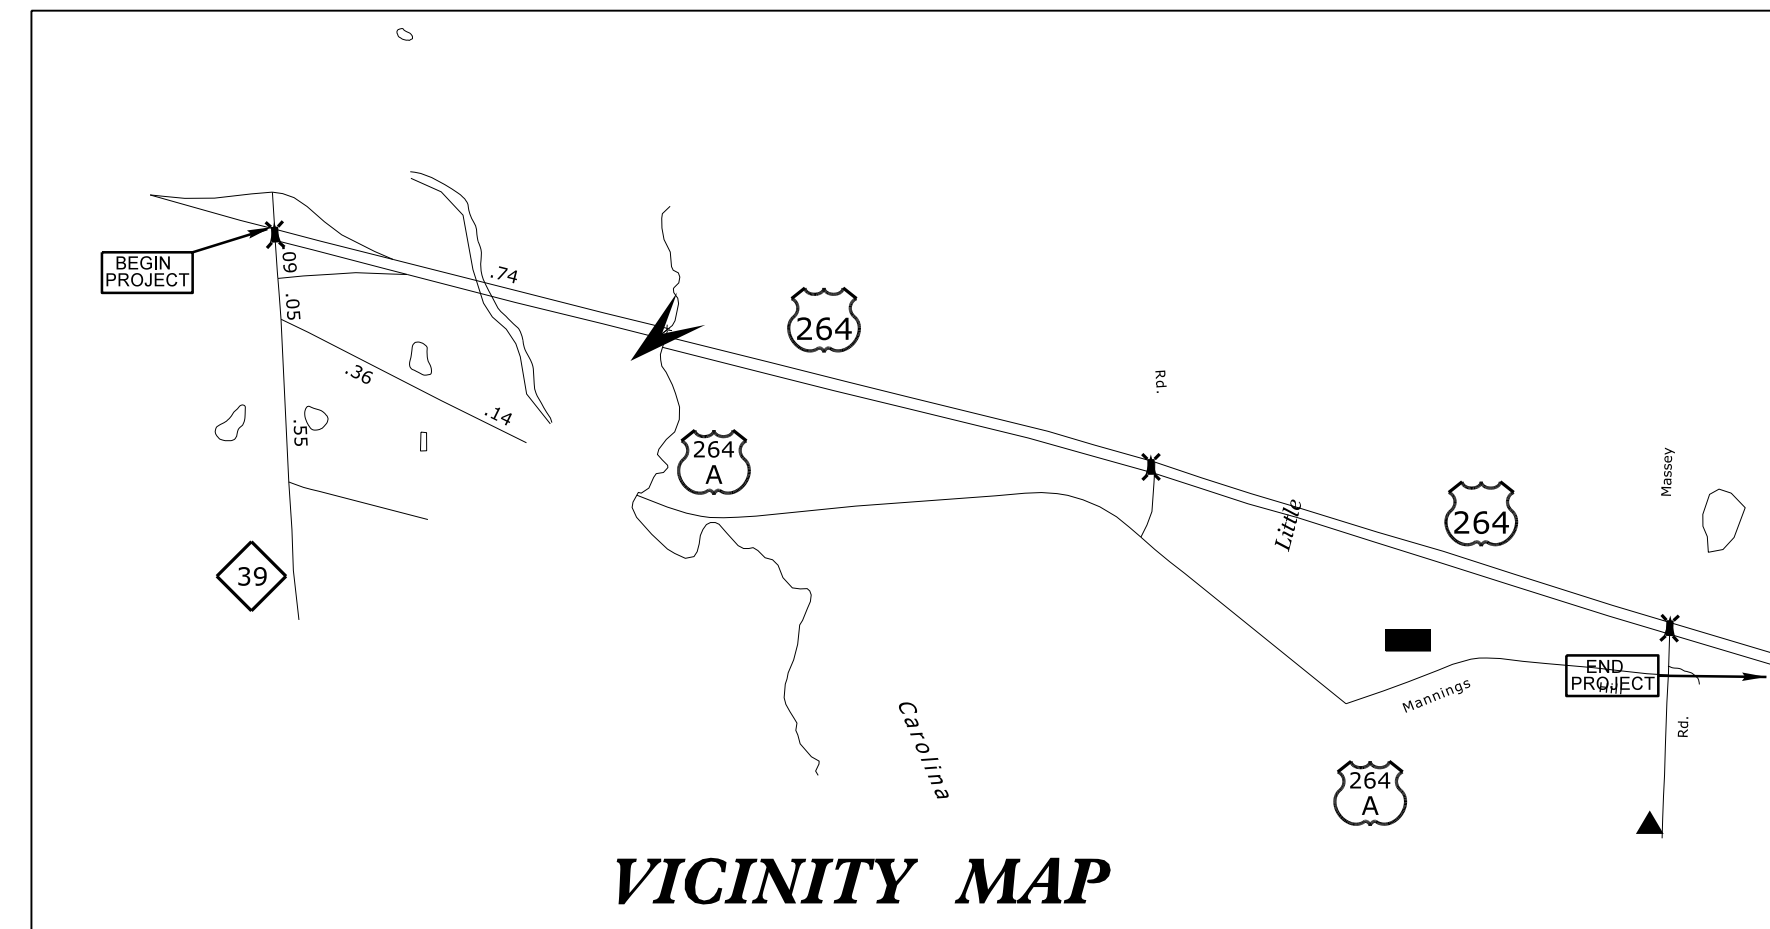 BEGIN
PROJECT
.09
.05
.74
.36
.14
.55
39
264
264
A
Rd.
Little
264
Massey
END
PROJECT
Hill
Mannings
Rd.
Carolina
264
A
VICINITY MAP